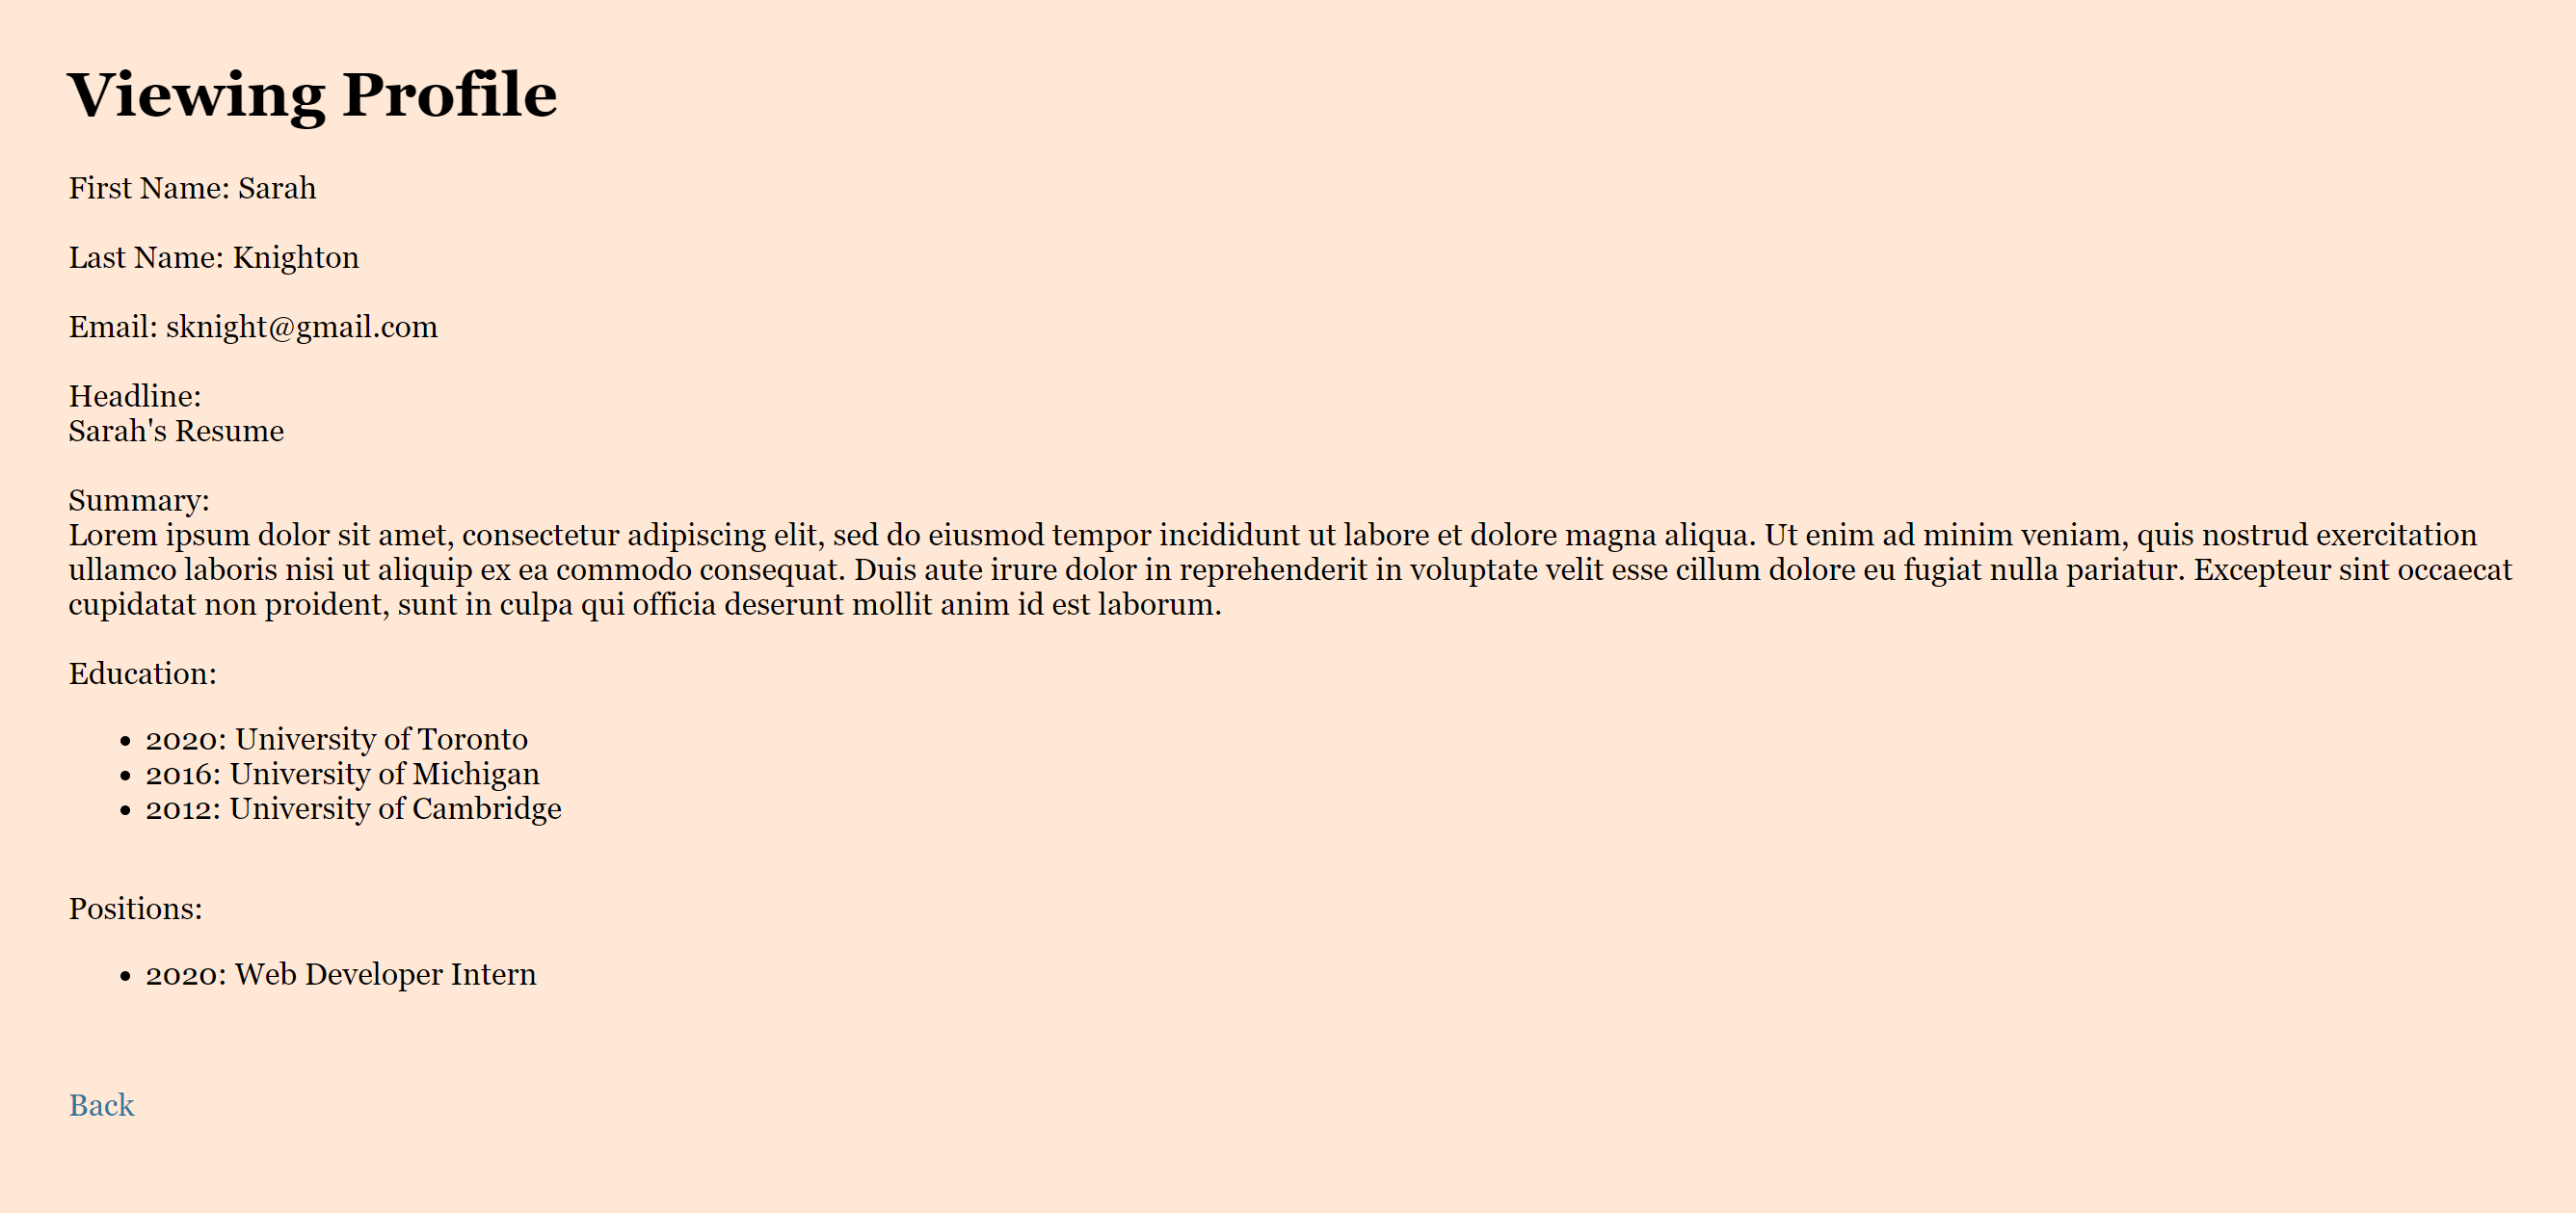 Viewing Profile
First Name: Sarah
Last Name: Knighton
Email: sknight@gmail.com
Headline:
Sarah's Resume
Summary:
Lorem ipsum dolor sit amet, consectetur adipiscing elit, sed do eiusmod tempor incididunt ut labore et dolore magna aliqua. Ut enim ad minim veniam, quis nostrud exercitation
ullamco laboris nisi ut aliquip ex ea commodo consequat. Duis aute irure dolor in reprehenderit in voluptate velit esse cillum dolore eu fugiat nulla pariatur. Excepteur sint occaecat
cupidatat non proident, sunt in culpa qui officia deserunt mollit anim id est laborum.
Education:
• 2020: University of Toronto
• 2016: University of Michigan
• 2012: University of Cambridge
Positions:
• 2020: Web Developer Intern
Back